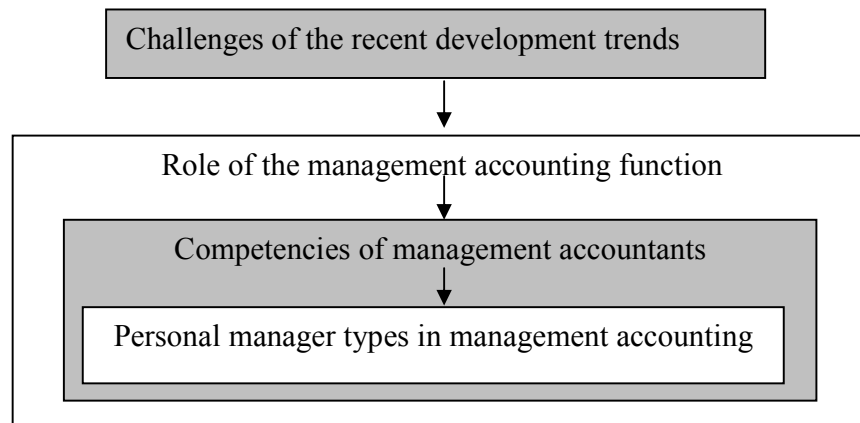 Challenges of the recent development trends
Role of the management accounting function
Competencies of management accountants
Personal manager types in management accounting